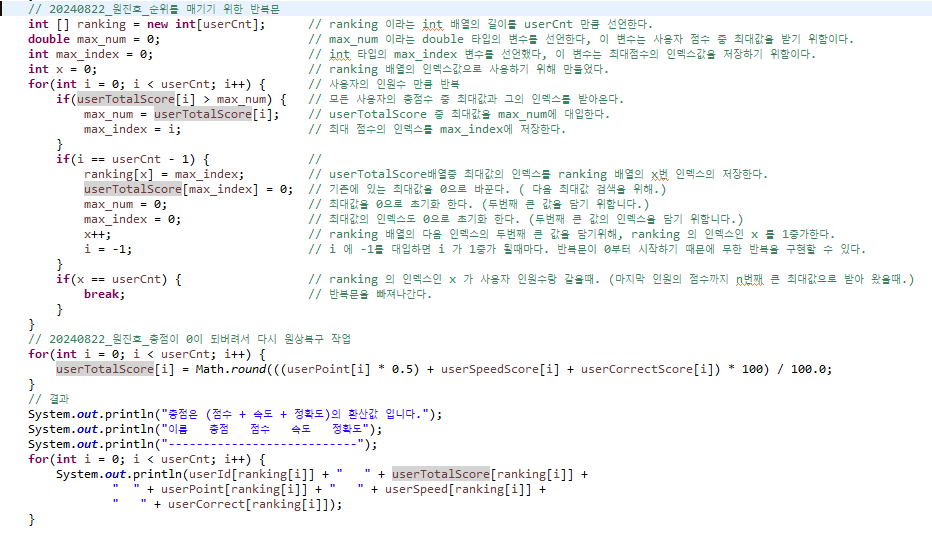 // 20240822_원진호_순위를 매기기 위한 반복문
int [] ranking = new int[userCnt];      // ranking 이라는 int 배열의 길이를 userCnt 만큼 선언한다.
double max_num = 0;                     // max_num 이라는 double 타입의 변수를 선언한다, 이 변수는 사용자 점수 중 최대값을 받기 위함이다.
int max_index = 0;                      // int 타입의 max_index 변수를 선언했다, 이 변수는 최대점수의 인덱스값을 저장하기 위함이다.
int x = 0;                              // ranking 배열의 인덱스값으로 사용하기 위해 만들었다.
for(int i = 0; i < userCnt; i++) {      // 사용자의 인원수 만큼 반복
    if(userTotalScore[i] > max_num) {   // 모든 사용자의 총점수 중 최대값과 그의 인덱스를 받아온다.
        max_num = userTotalScore[i];    // userTotalScore 중 최대값을 max_num에 대입한다.
        max_index = i;                  // 최대 점수의 인덱스를 max_index에 저장한다.
    }
    if(i == userCnt - 1) {              //
        ranking[x] = max_index;         // userTotalScore배열중 최대값의 인덱스를 ranking 배열의 x번 인덱스의 저장한다.
        userTotalScore[max_index] = 0;  // 기존에 있는 최대값을 0으로 바꾼다. ( 다음 최대값 검색을 위해.)
        max_num = 0;                    // 최대값을 0으로 초기화 한다. (두번째 큰 값을 담기 위함니다.)
        max_index = 0;                  // 최대값의 인덱스도 0으로 초기화 한다. (두번째 큰 값의 인덱스을 담기 위함니다.)
        x++;                            // ranking 배열의 다음 인덱스의 두번째 큰 값을 담기위해, ranking 의 인덱스인 x 를 1증가한다.
        i = -1;                         // i 에 -1를 대입하면 i 가 1증가 될때마다. 반복문이 0부터 시작하기 때문에 무한 반복을 구현할 수 있다.
    }
    if(x == userCnt) {                  // ranking 의 인덱스인 x 가 사용자 인원수랑 같을때. (마지막 인원의 점수까지 n번째 큰 최대값으로 받아 왔을때.)
        break;                          // 반복문을 빠져나간다.
    }
}
// 20240822_원진호_총점이 0이 되버려서 다시 원상복구 작업
for(int i = 0; i < userCnt; i++) {
    userTotalScore[i] = Math.round(((userPoint[i] * 0.5) + userSpeedScore[i] + userCorrectScore[i]) * 100) / 100.0;
}
// 결과
System.out.println("총점은 (점수 + 속도 + 정확도)의 환산값 입니다.");
System.out.println("이름   총점   점수   속도   정확도");
System.out.println("---------------------------");
for(int i = 0; i < userCnt; i++) {
    System.out.println(userId[ranking[i]] + "   " + userTotalScore[ranking[i]] +
            "  " + userPoint[ranking[i]] + "   " + userSpeed[ranking[i]] +
            "   " + userCorrect[ranking[i]]);
}